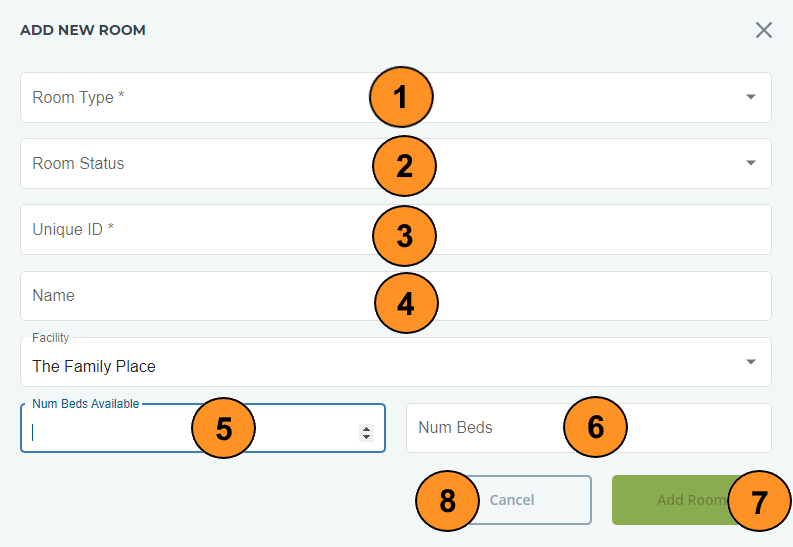 ADD NEW ROOM
Room Type * 1
Room Status 2
Unique ID * 3
Name 4
Facility
The Family Place
Num Beds Available
5
Num Beds 6
8 Cancel
Add Room 7